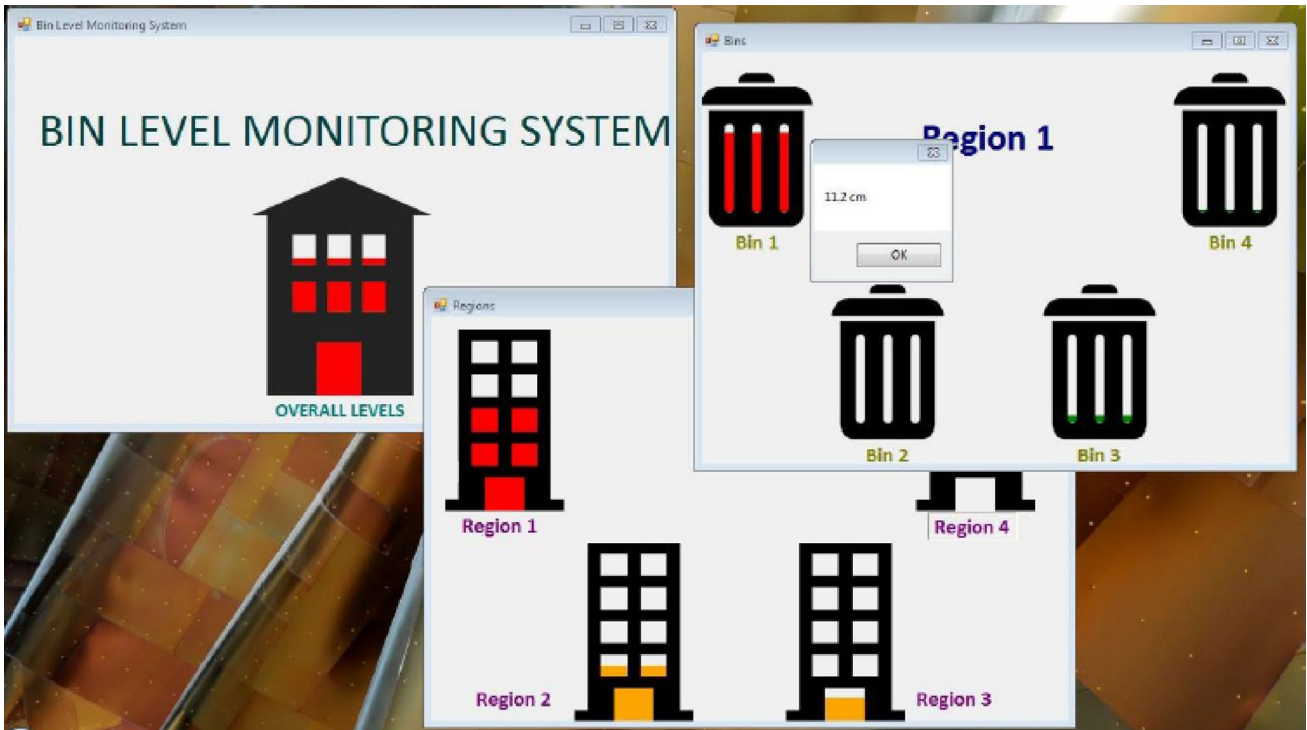 Bin Level Monitoring System
BIN LEVEL MONITORING SYSTEM
OVERALL LEVELS
Bins
Region 1
11.2 cm
OK
Bin 1
Bin 4
Bin 2
Bin 3
Regions
Region 1
Region 4
Region 2
Region 3